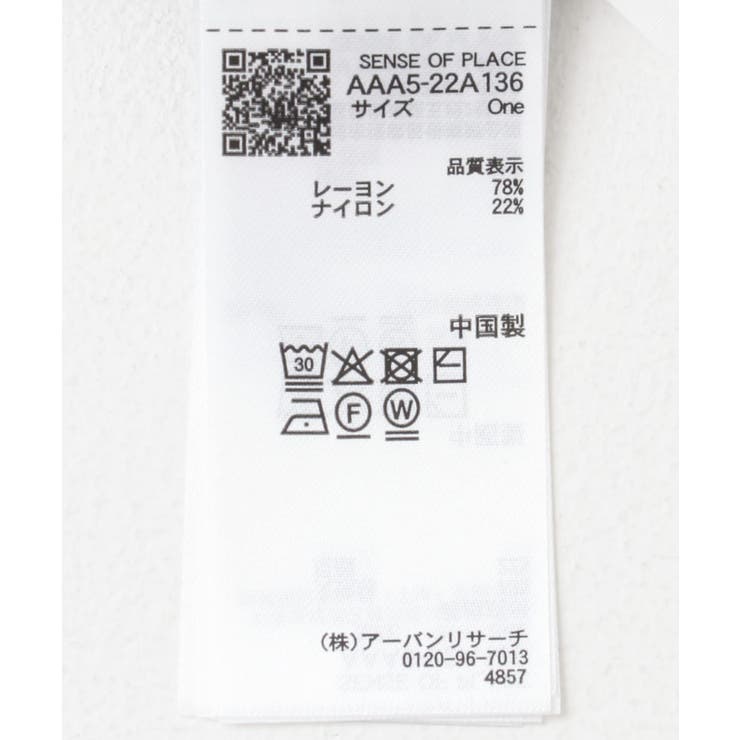 SENSE OF PLACE
AAA5-22A136
サイズ One
品質表示
レーヨン 78%
ナイロン 22%
中国製
30
F W
(株)アーバンリサーチ
0120-96-7013
4857